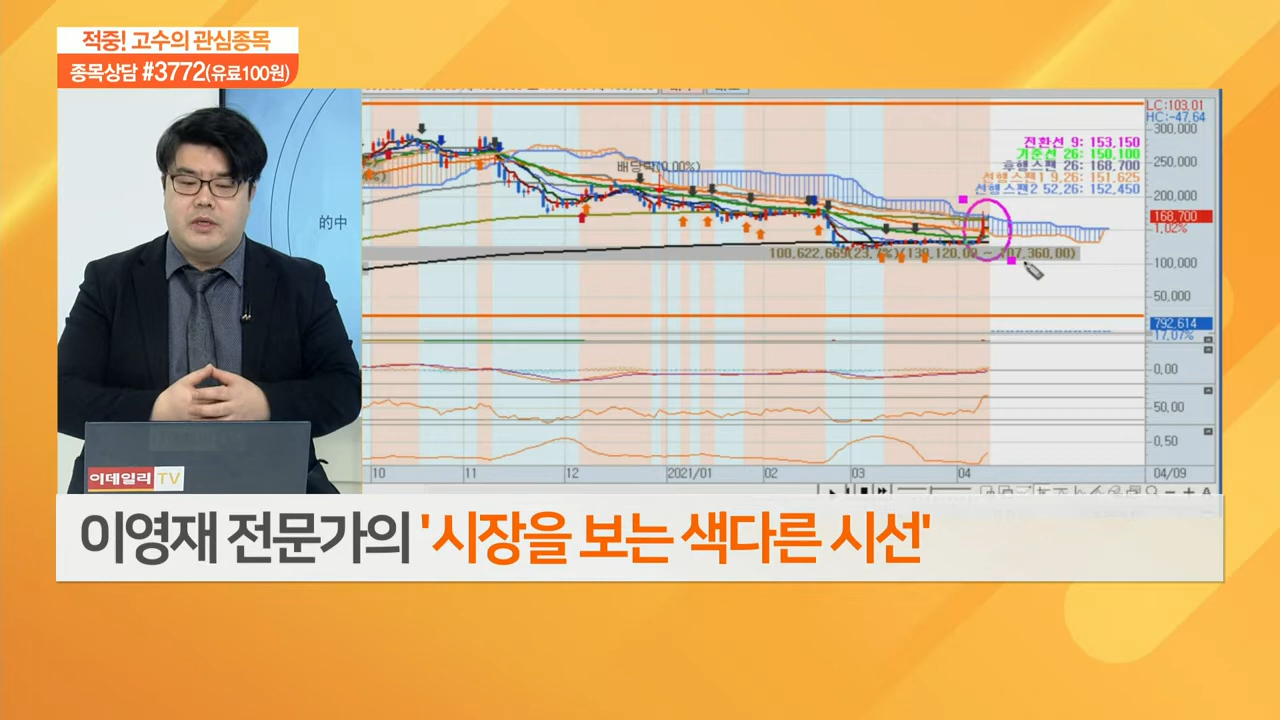 적중! 고수의 관심종목
종목상담 #3772(유료100원)
的中
LC:103.01
HC:-47.64
300,000
250,000
200,000
168,700
1.02%
100,000
50,000
792,614
17.07%
0.00
50.00
0.50
전환선 9: 153,150
기준선 26: 150,100
후행스팬 26: 168,700
선행스팬1 9,26: 151,625
선행스팬2 52,26: 152,450
10
11
12
2021/01
02
03
04
04/09
이데일리 TV
이영재 전문가의 '시장을 보는 색다른 시선'